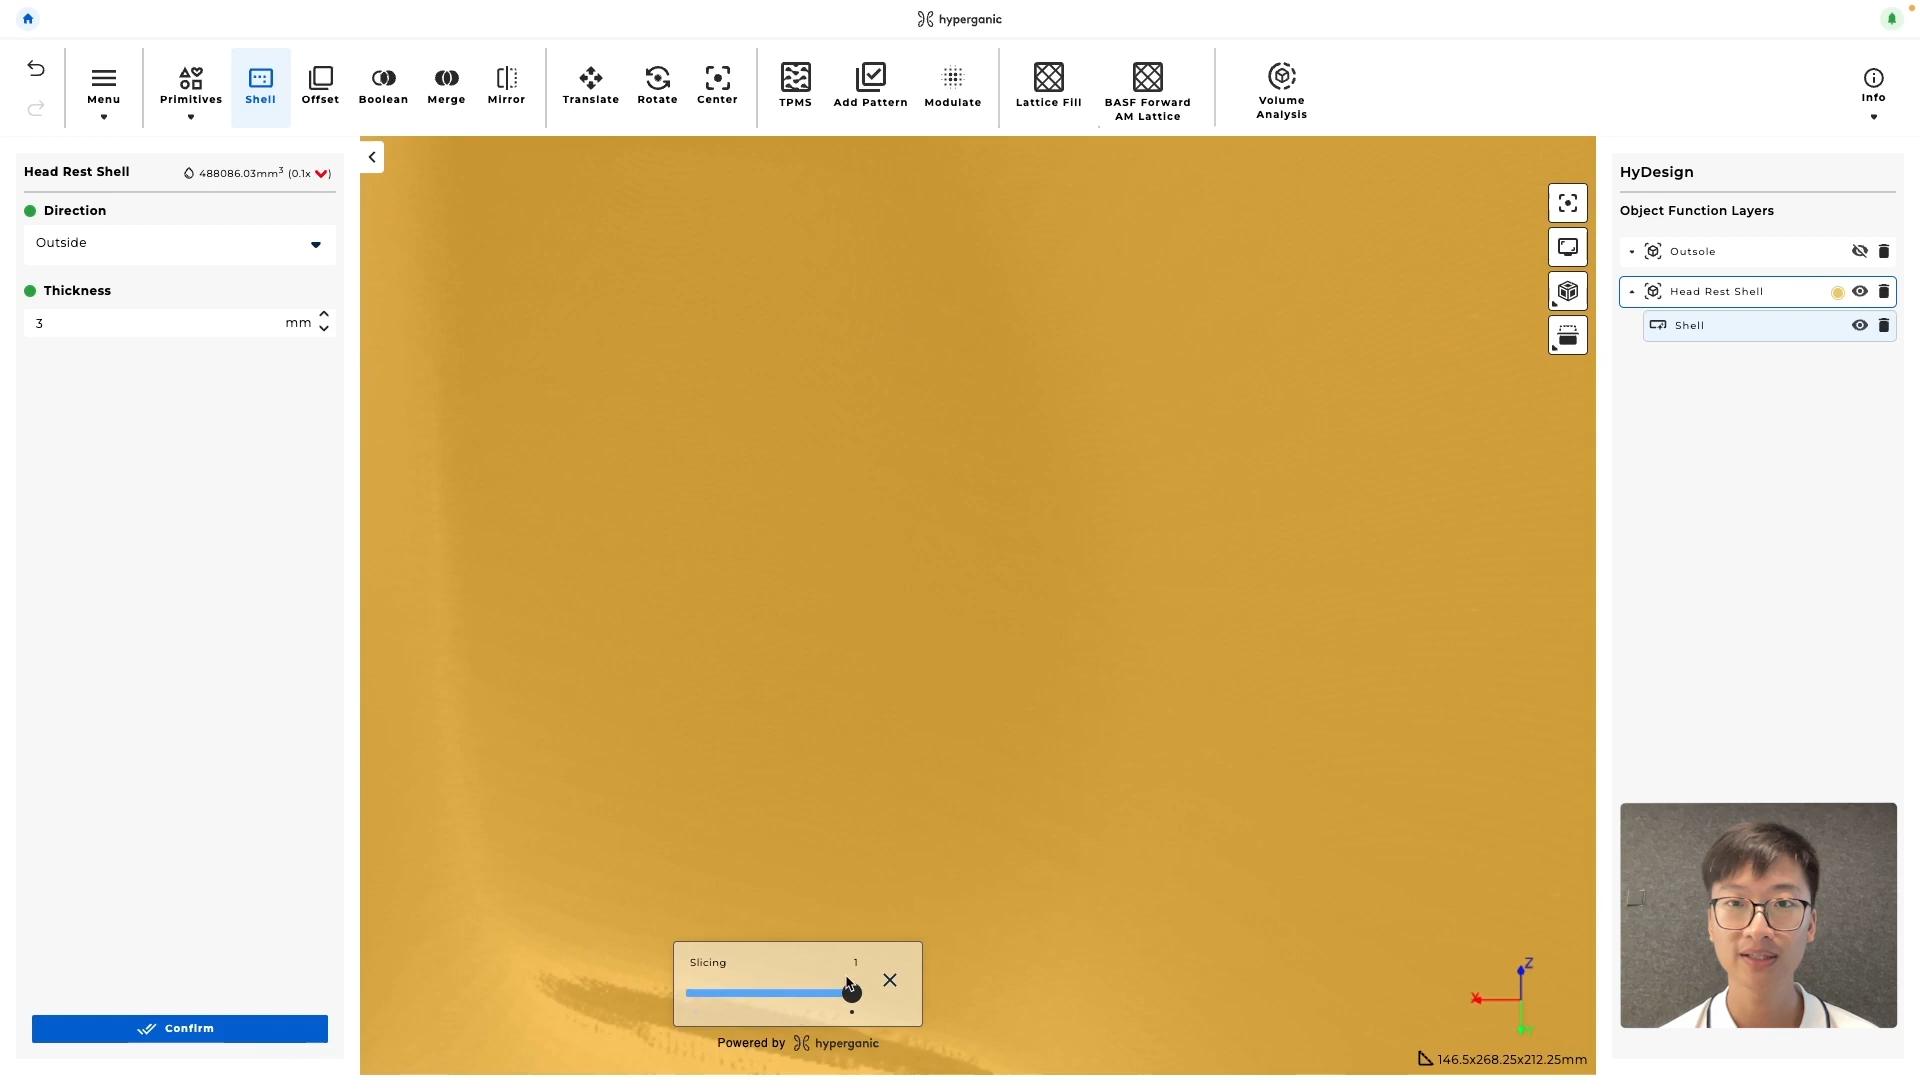 hyperganic
Menu
Primitives
Shell
Offset
Boolean
Merge
Mirror
Translate
Rotate
Center
TPMS
Add Pattern
Modulate
Lattice Fill
BASF Forward
AM Lattice
Volume
Analysis
Info
Head Rest Shell
488086.03mm³ (0.1x )
Direction
Outside
Thickness
3
mm
Confirm
Slicing
1
Powered by hyperganic
Z
X
Y
146.5x268.25x212.25mm
HyDesign
Object Function Layers
Outsole
Head Rest Shell
Shell